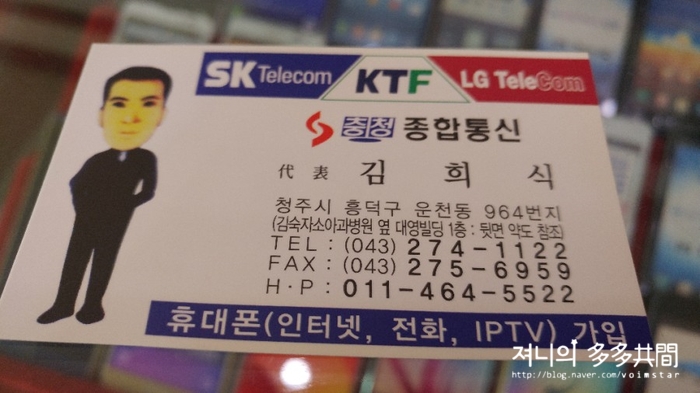 SK Telecom KTF LG TeleCom
충청 종합통신
代表 김희식
청주시 흥덕구 운천동 964번지
(김숙자소아과병원 옆 대영빌딩 1층 : 뒷면 약도 참조)
TEL : (043) 274-1122
FAX : (043) 275-6959
H·P : 011-464-5522
휴대폰(인터넷, 전화, IPTV) 가입
져니의 多多共間
http://blog.naver.com/voimstar